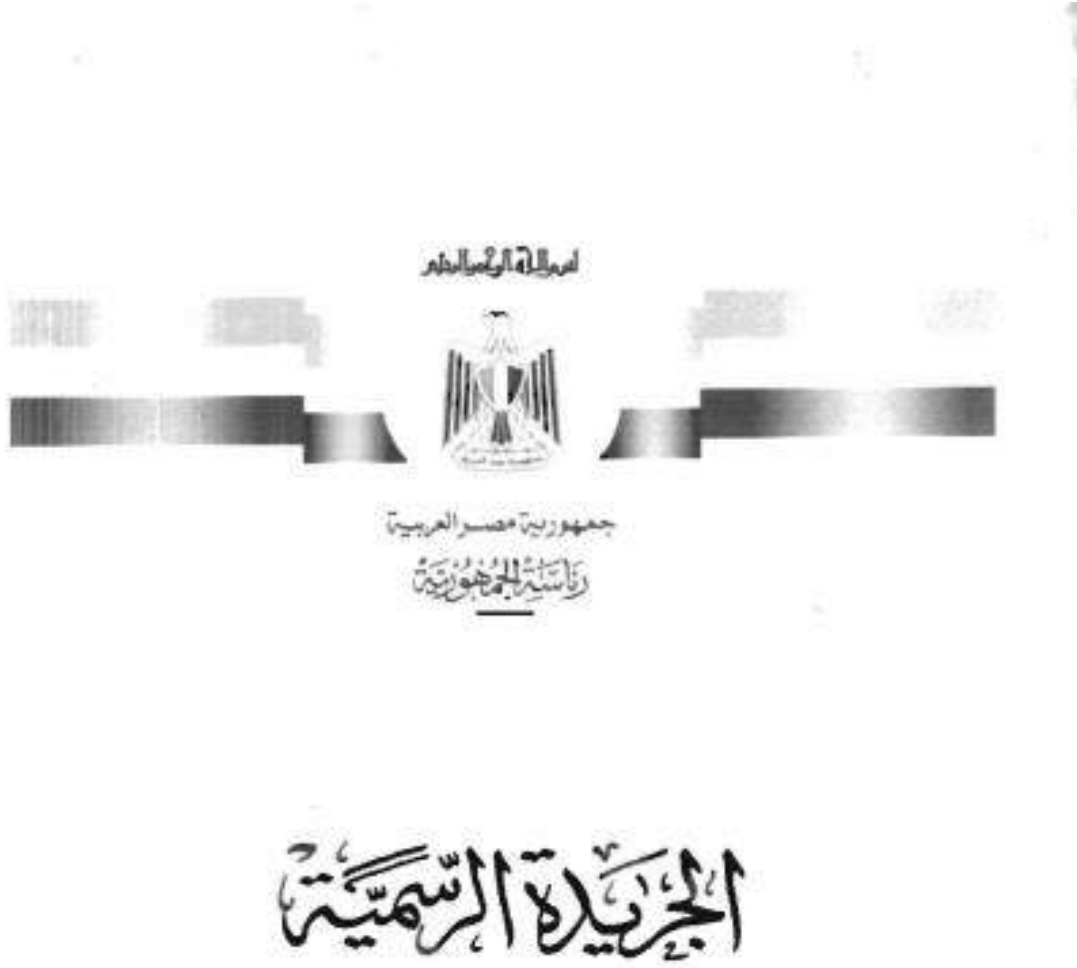 بسم الله الرحمن الرحيم
جمهورية مصر العربية
رئاسة الجمهورية
الجريدة الرسمية